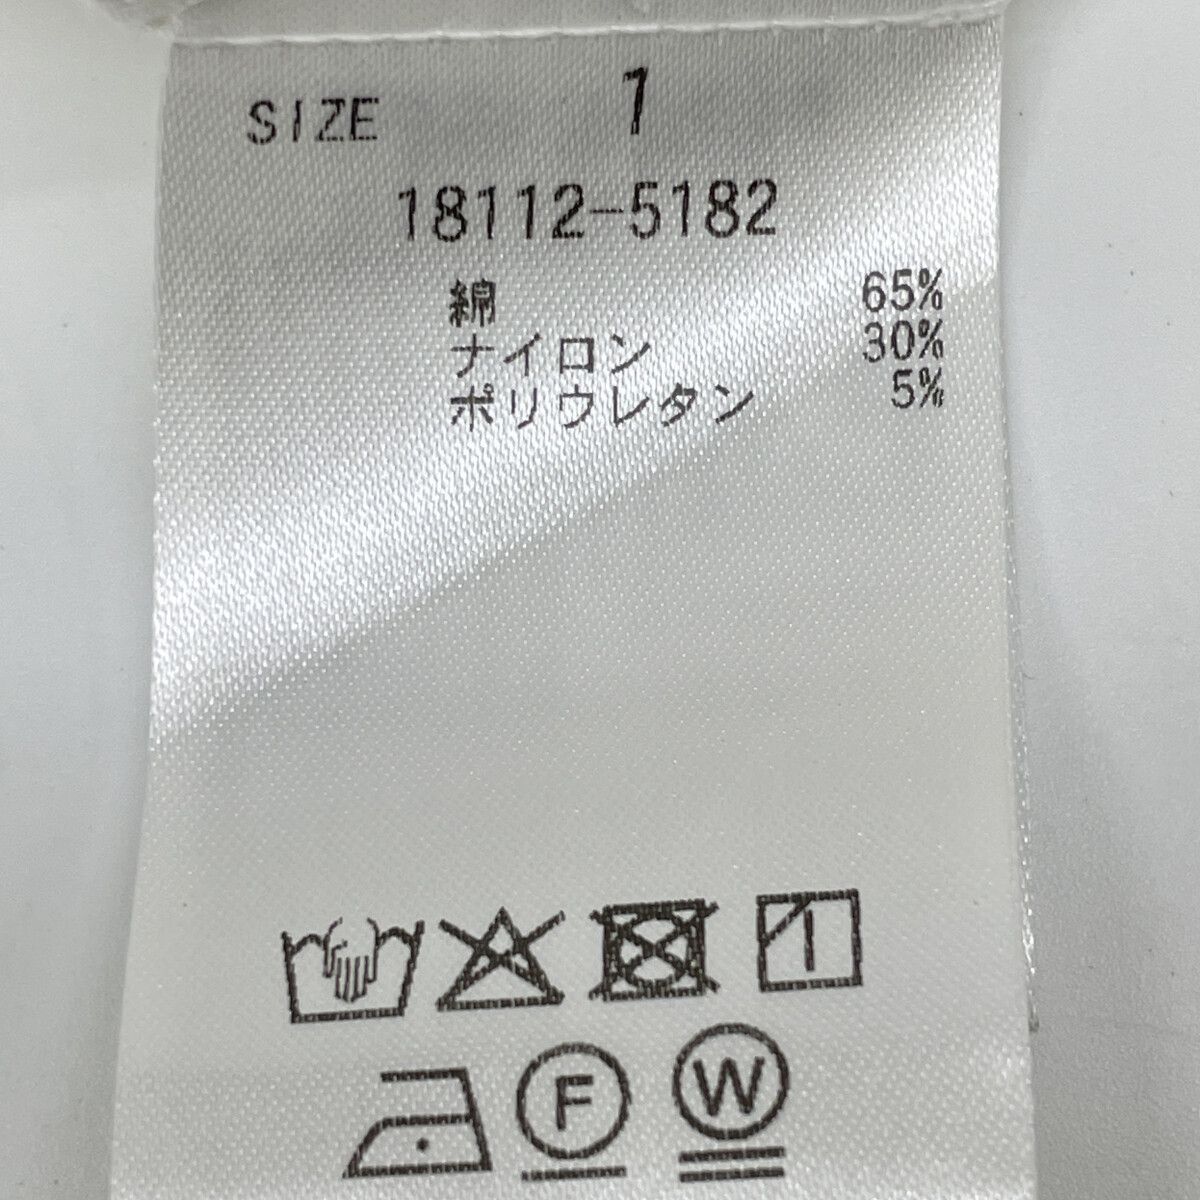 SIZE 1
18112-5182
綿 65%
ナイロン 30%
ポリウレタン 5%
F W